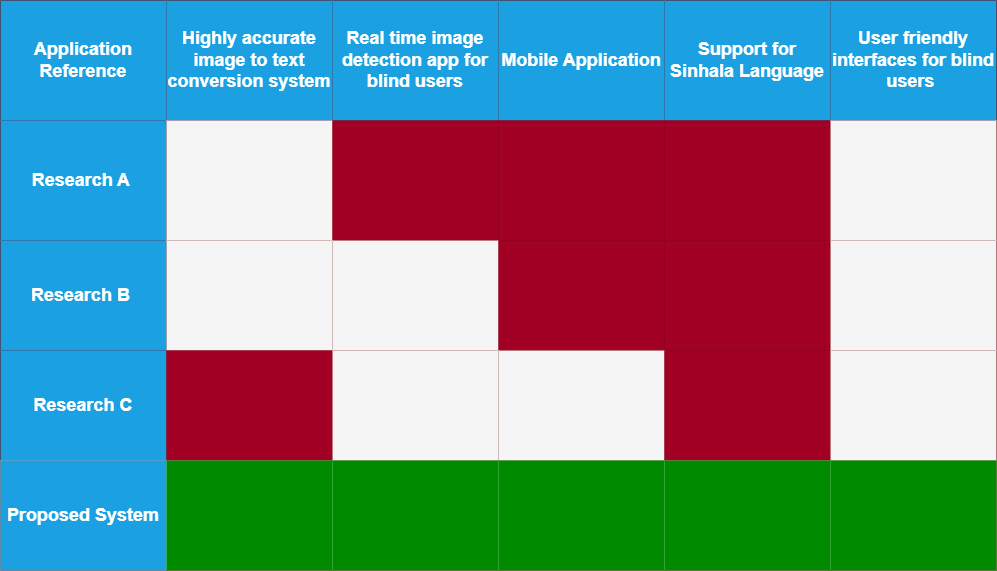 Application
Reference
Highly accurate
image to text
conversion system
Real time image
detection app for
blind users
Mobile Application
Support for
Sinhala Language
User friendly
interfaces for blind
users
Research A
Research B
Research C
Proposed System